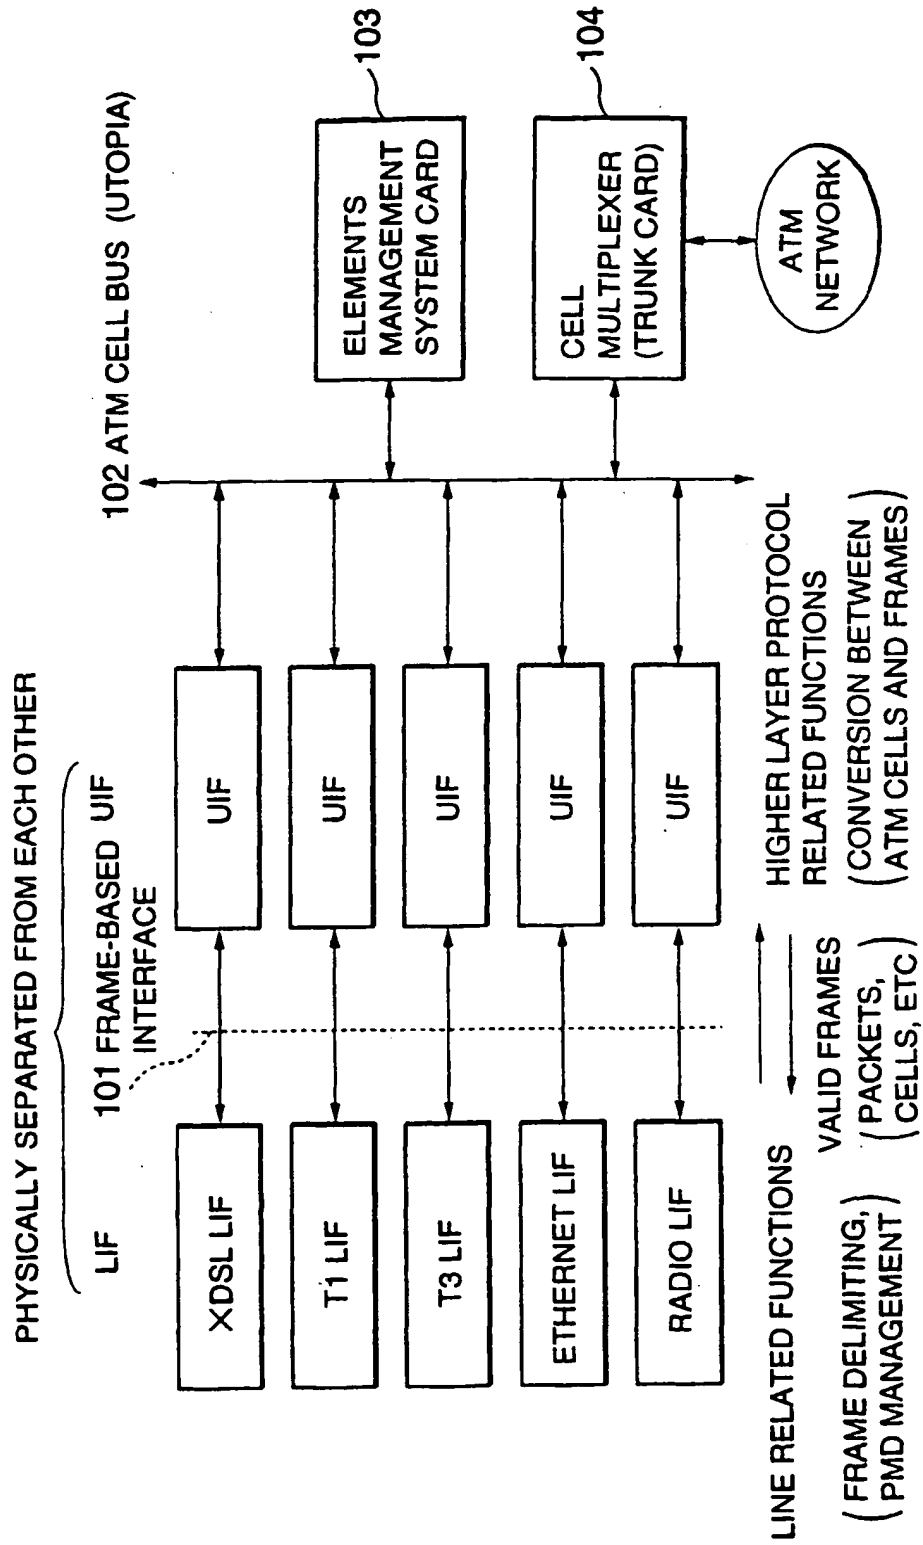 PHYSICALLY SEPARATED FROM EACH OTHER
LIF
UIF
101 FRAME-BASED
INTERFACE
102 ATM CELL BUS (UTOPIA)
XDSL LIF
UIF
T1 LIF
UIF
T3 LIF
UIF
ETHERNET LIF
UIF
RADIO LIF
UIF
ELEMENTS
MANAGEMENT
SYSTEM CARD
103
CELL
MULTIPLEXER
(TRUNK CARD)
104
ATM
NETWORK
LINE RELATED FUNCTIONS
(FRAME DELIMITING,
PMD MANAGEMENT)
VALID FRAMES
(PACKETS,
CELLS, ETC)
HIGHER LAYER PROTOCOL
RELATED FUNCTIONS
(CONVERSION BETWEEN
ATM CELLS AND FRAMES)